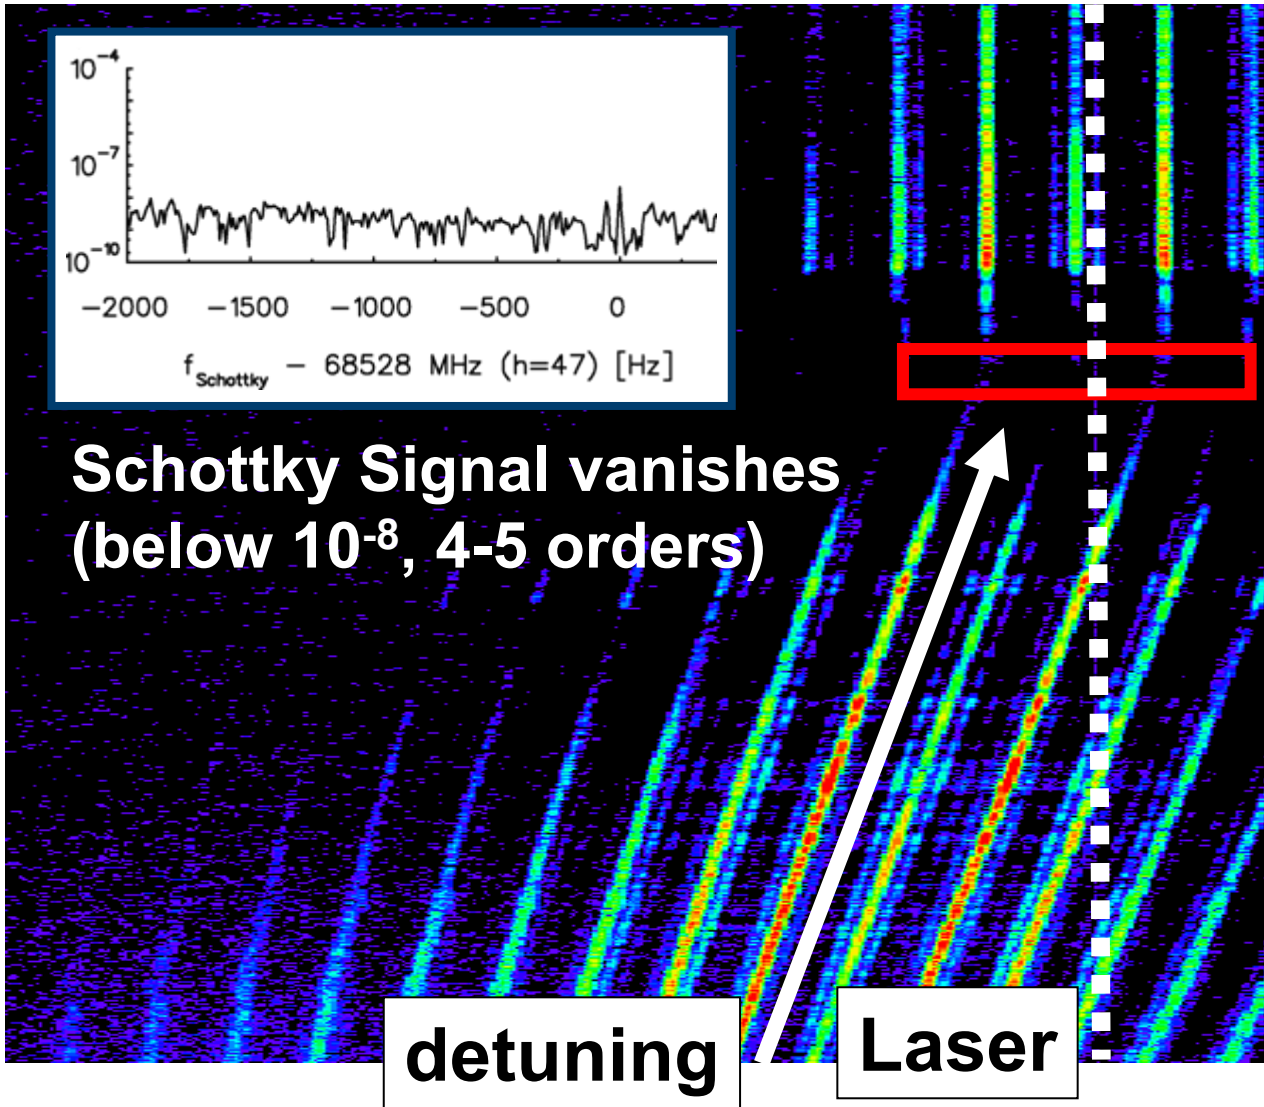 10⁻⁴
10⁻⁷
10⁻¹⁰
−2000 −1500 −1000 −500 0
f Schottky − 68528 MHz (h=47) [Hz]
Schottky Signal vanishes
(below 10⁻⁸, 4-5 orders)
detuning
Laser